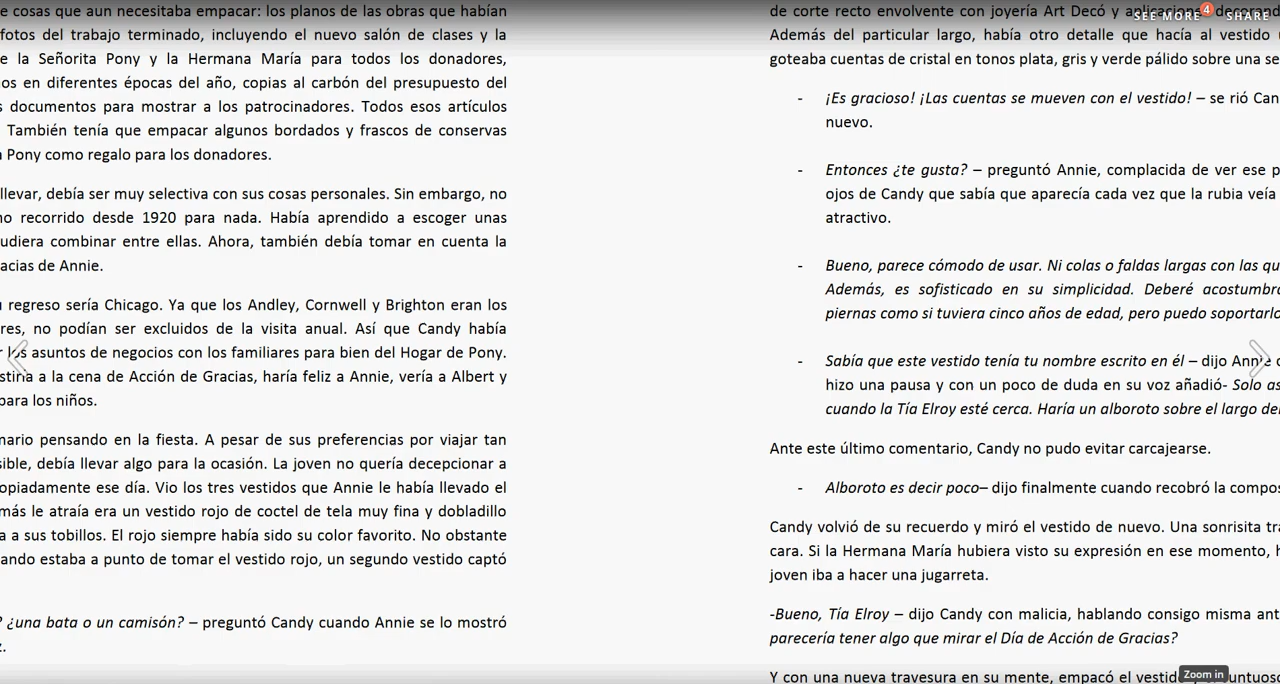 e cosas que aun necesitaba empacar: los planos de las obras que habían
fotos del trabajo terminado, incluyendo el nuevo salón de clases y la
e la Señorita Pony y la Hermana María para todos los donadores,
os en diferentes épocas del año, copias al carbón del presupuesto del
s documentos para mostrar a los patrocinadores. Todos esos artículos
También tenía que empacar algunos bordados y frascos de conservas
n Pony como regalo para los donadores.
llevar, debía ser muy selectiva con sus cosas personales. Sin embargo, no
no recorrido desde 1920 para nada. Había aprendido a escoger unas
udiera combinar entre ellas. Ahora, también debía tomar en cuenta la
acias de Annie.
u regreso sería Chicago. Ya que los Andley, Cornwell y Brighton eran los
res, no podían ser excluidos de la visita anual. Así que Candy había
r los asuntos de negocios con los familiares para bien del Hogar de Pony.
stiría a la cena de Acción de Gracias, haría feliz a Annie, vería a Albert y
para los niños.
mario pensando en la fiesta. A pesar de sus preferencias por viajar tan
sible, debía llevar algo para la ocasión. La joven no quería decepcionar a
opiadamente ese día. Vio los tres vestidos que Annie le había llevado el
más le atraía era un vestido rojo de coctel de tela muy fina y dobladillo
a a sus tobillos. El rojo siempre había sido su color favorito. No obstante
ando estaba a punto de tomar el vestido rojo, un segundo vestido captó
? ¿una bata o un camisón? – preguntó Candy cuando Annie se lo mostró
z.
de corte recto envolvente con joyería Art Decó y aplicaciones decorand
SEE MORE 4 SHARE
Además del particular largo, había otro detalle que hacía al vestido
goteaba cuentas de cristal en tonos plata, gris y verde pálido sobre una se
- ¡Es gracioso! ¡Las cuentas se mueven con el vestido! – se rió Can
nuevo.
- Entonces ¿te gusta? – preguntó Annie, complacida de ver ese p
ojos de Candy que sabía que aparecía cada vez que la rubia veía
atractivo.
- Bueno, parece cómodo de usar. Ni colas o faldas largas con las qu
Además, es sofisticado en su simplicidad. Deberé acostumbra
piernas como si tuviera cinco años de edad, pero puedo soportarlo
- Sabía que este vestido tenía tu nombre escrito en él – dijo Annie
hizo una pausa y con un poco de duda en su voz añadió- Solo as
cuando la Tía Elroy esté cerca. Haría un alboroto sobre el largo del
Ante este último comentario, Candy no pudo evitar carcajearse.
- Alboroto es decir poco– dijo finalmente cuando recobró la compos
Candy volvió de su recuerdo y miró el vestido de nuevo. Una sonrisita tra
cara. Si la Hermana María hubiera visto su expresión en ese momento, h
joven iba a hacer una jugarreta.
-Bueno, Tía Elroy – dijo Candy con malicia, hablando consigo misma ant
parecería tener algo que mirar el Día de Acción de Gracias?
Zoom in
Y con una nueva travesura en su mente, empacó el vestido